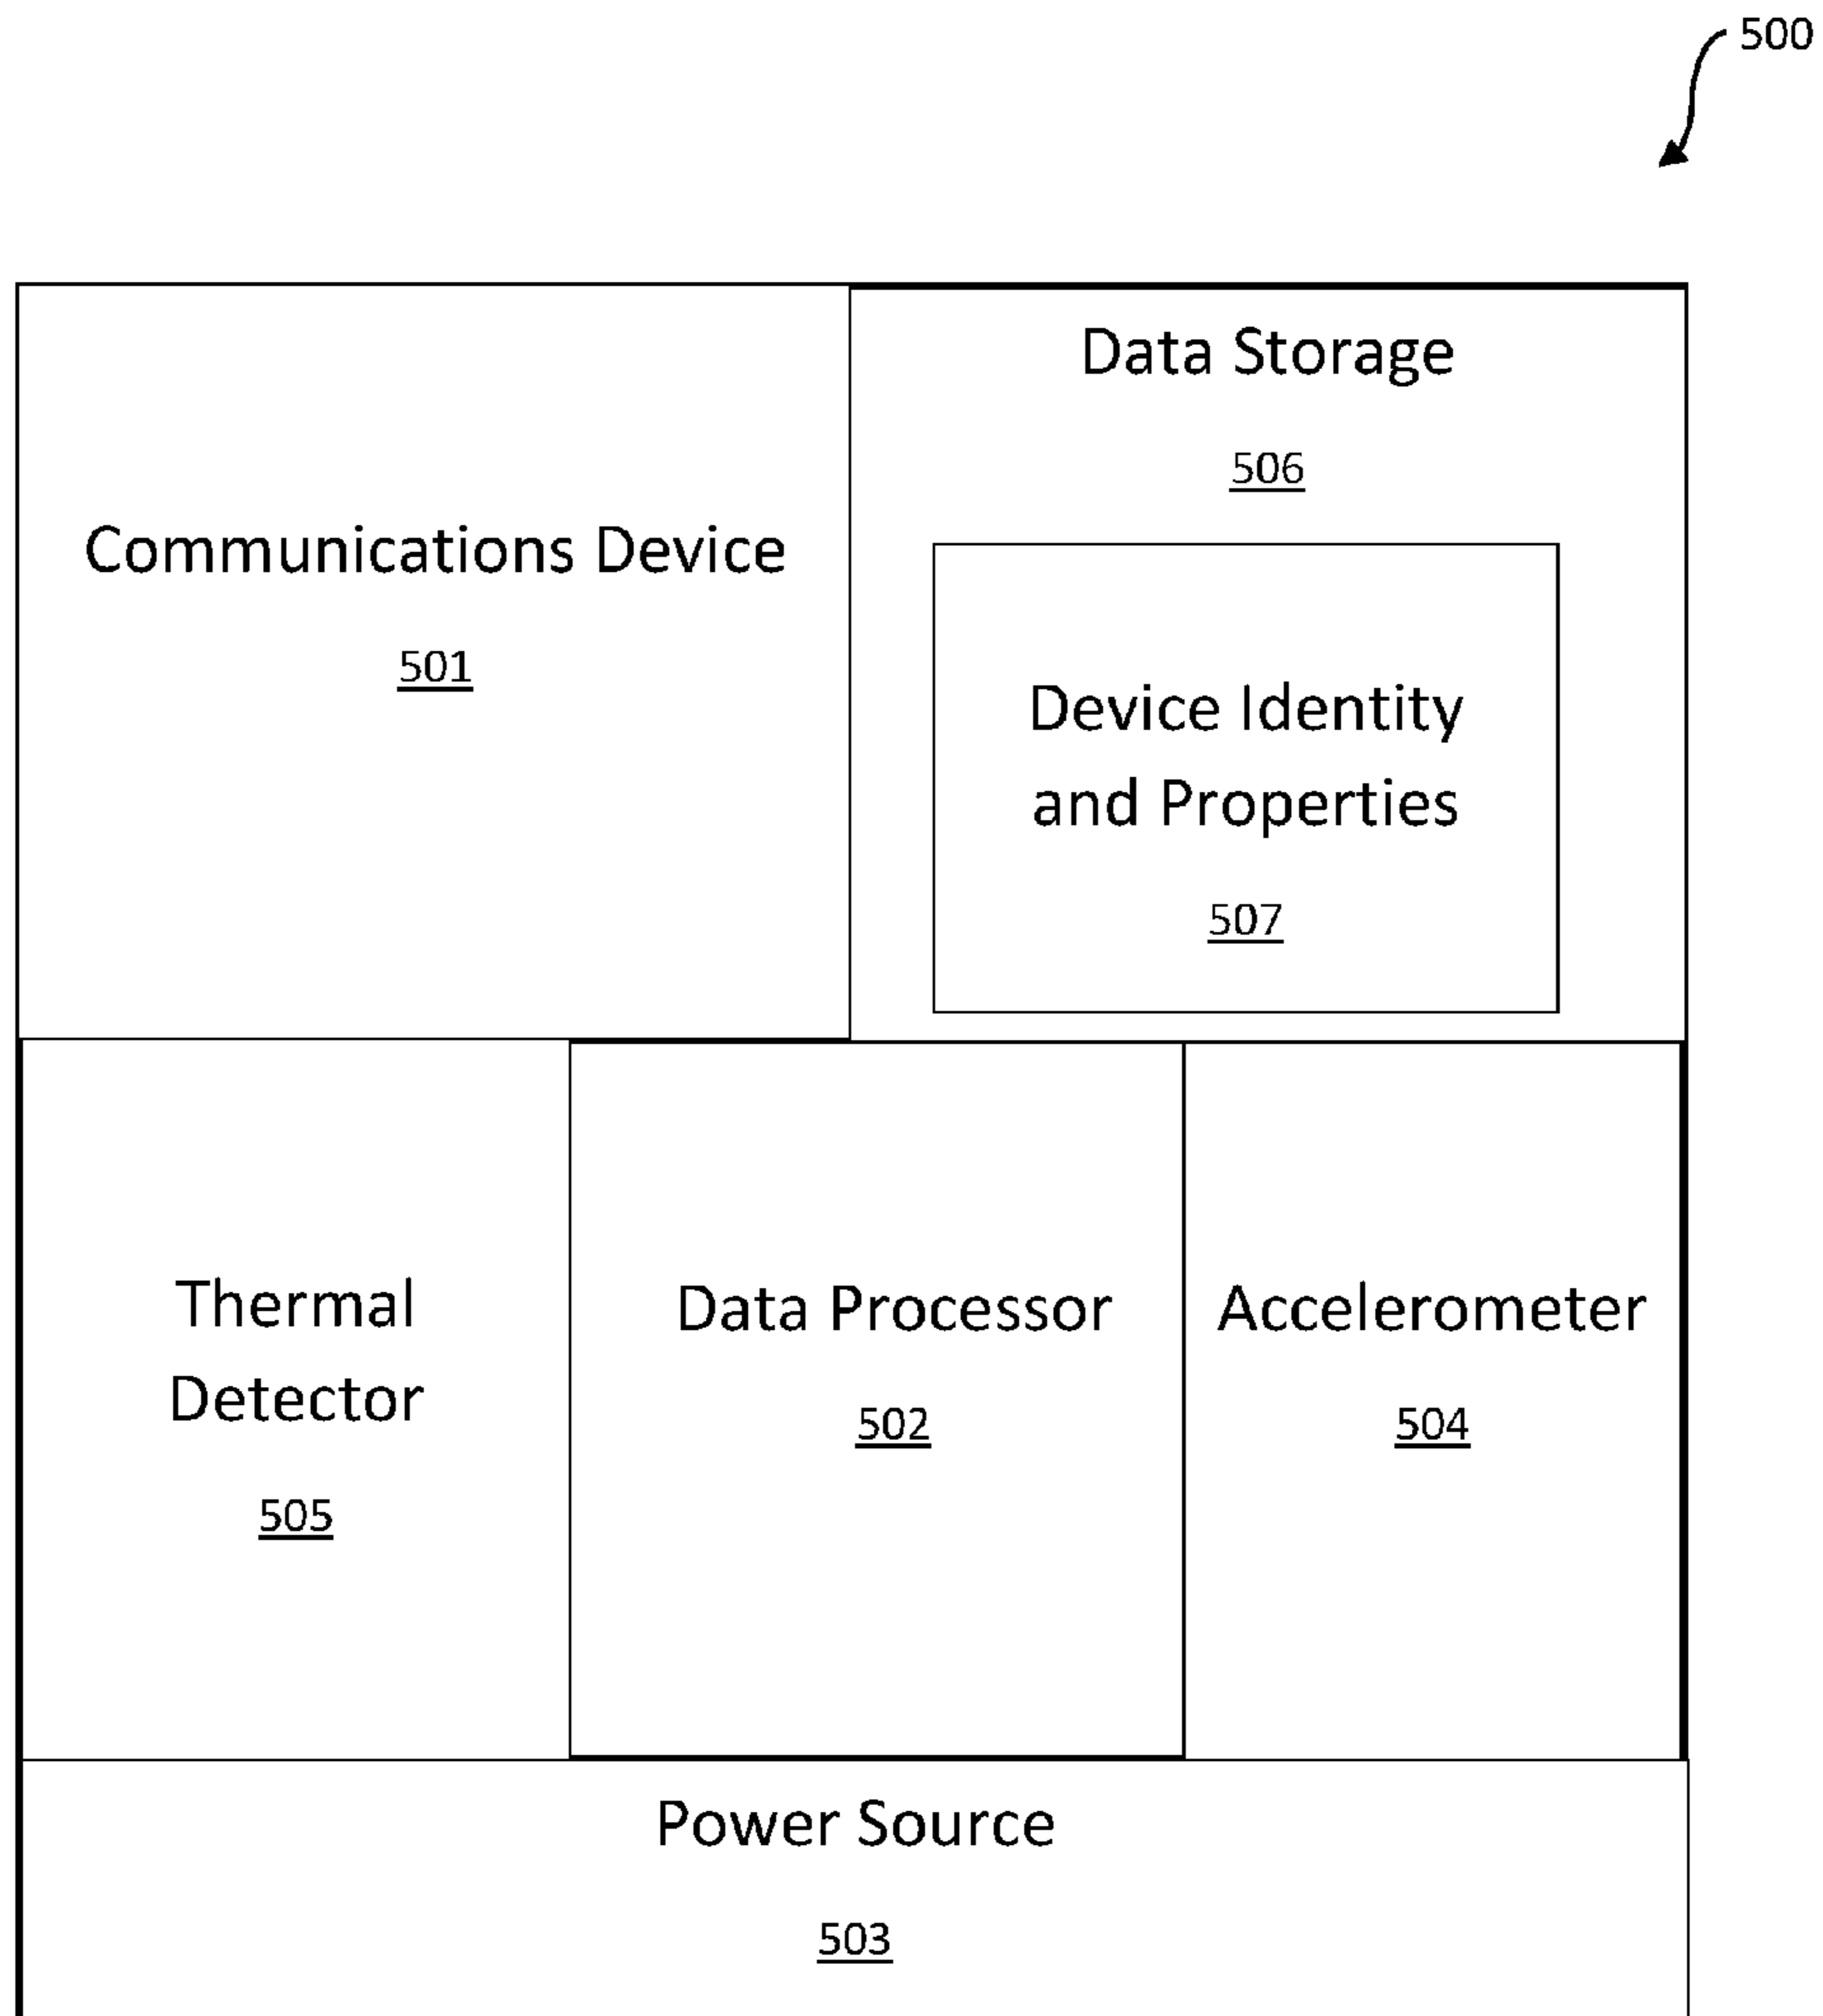 500
Data Storage
506
Communications Device
501
Device Identity
and Properties
507
Thermal
Detector
505
Data Processor
502
Accelerometer
504
Power Source
503